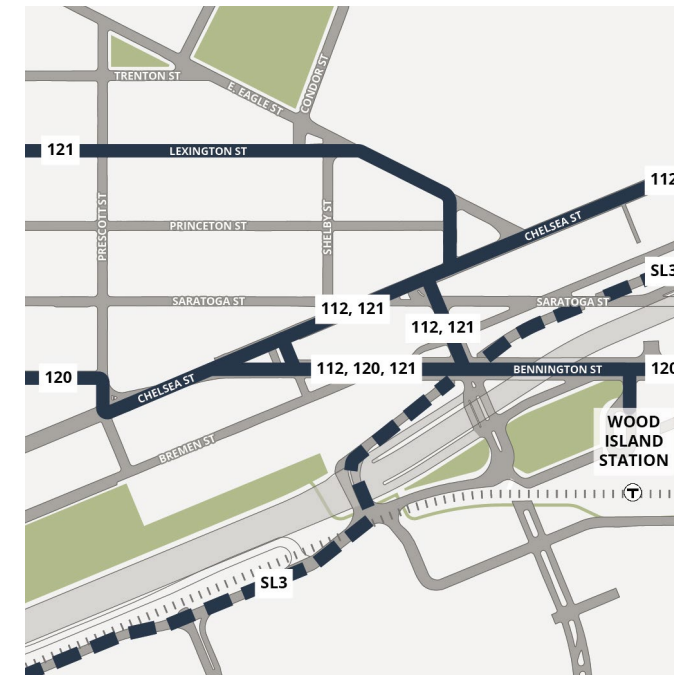 TRENTON ST
E. EAGLE ST
CONDOR ST
121
LEXINGTON ST
112
PRESCOTT ST
PRINCETON ST
SHELBY ST
CHELSEA ST
SL3
SARATOGA ST
112, 121
SARATOGA ST
112, 121
120
CHELSEA ST
112, 120, 121
BENNINGTON ST
120
BREMEN ST
WOOD
ISLAND
STATION
T
SL3